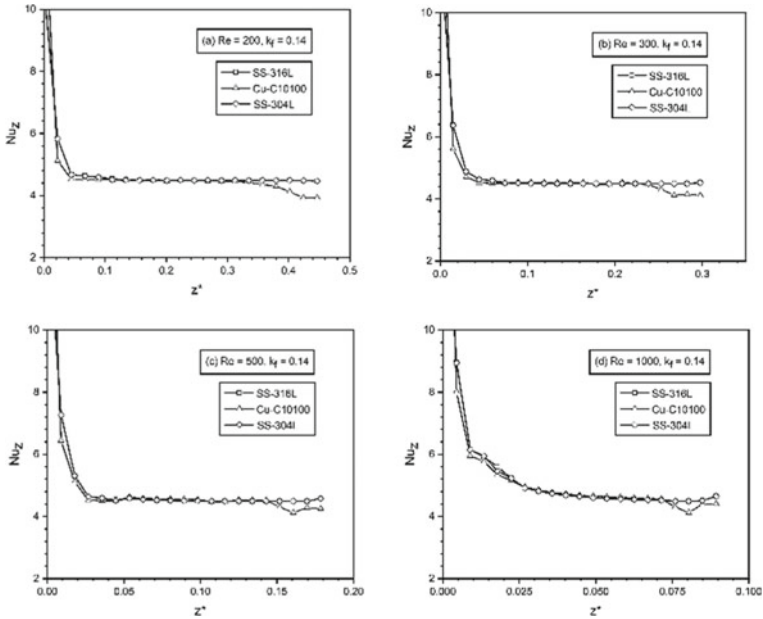 (a) Re = 200, kf = 0.14
SS-316L
Cu-C10100
SS-304L
NuZ
10
8
6
4
2
0.0 0.1 0.2 0.3 0.4 0.5
z*
(b) Re = 300, kf = 0.14
SS-316L
Cu-C10100
SS-304L
NuZ
10
8
6
4
2
0.0 0.1 0.2 0.3
z*
(c) Re = 500, kf = 0.14
SS-316L
Cu-C10100
SS-304L
NuZ
10
8
6
4
2
0.00 0.05 0.10 0.15 0.20
z*
(d) Re = 1000, kf = 0.14
SS-316L
Cu-C10100
SS-304L
NuZ
10
8
6
4
2
0.000 0.025 0.050 0.075 0.100
z*